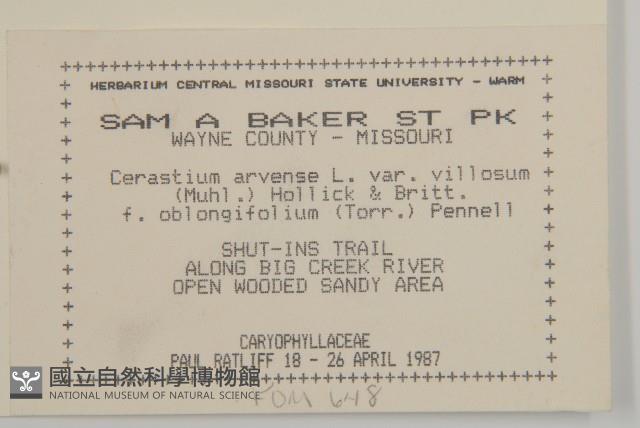 HERBARIUM CENTRAL MISSOURI STATE UNIVERSITY - WARM
SAM A BAKER ST PK
WAYNE COUNTY - MISSOURI
Cerastium arvense L. var. villosum
(Muhl.) Hollick & Britt.
f. oblongifolium (Torr.) Pennell
SHUT-INS TRAIL
ALONG BIG CREEK RIVER
OPEN WOODED SANDY AREA
CARYOPHYLLACEAE
PAUL RATLIFF 18 - 26 APRIL 1987
國立自然科學博物館
NATIONAL MUSEUM OF NATURAL SCIENCE
648